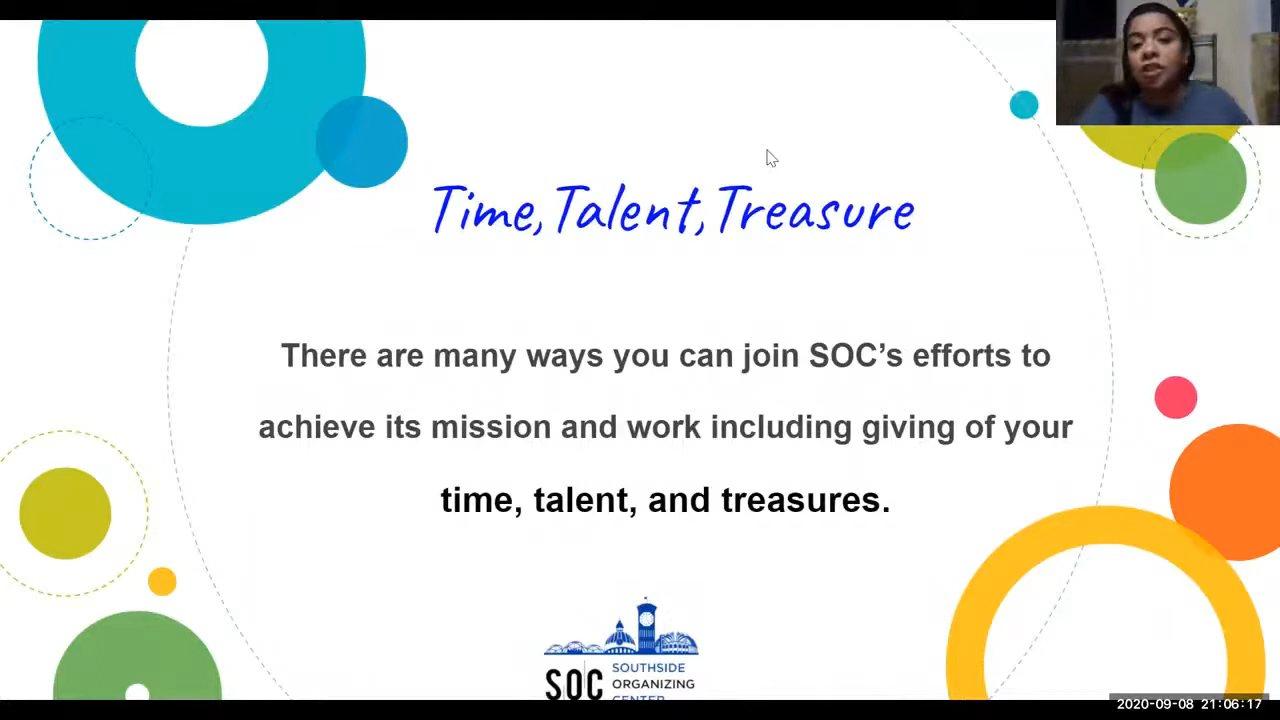 Time, Talent, Treasure
There are many ways you can join SOC’s efforts to
achieve its mission and work including giving of your
time, talent, and treasures.
SOC
SOUTHSIDE
ORGANIZING
CENTER
2020-09-08 21:06:17